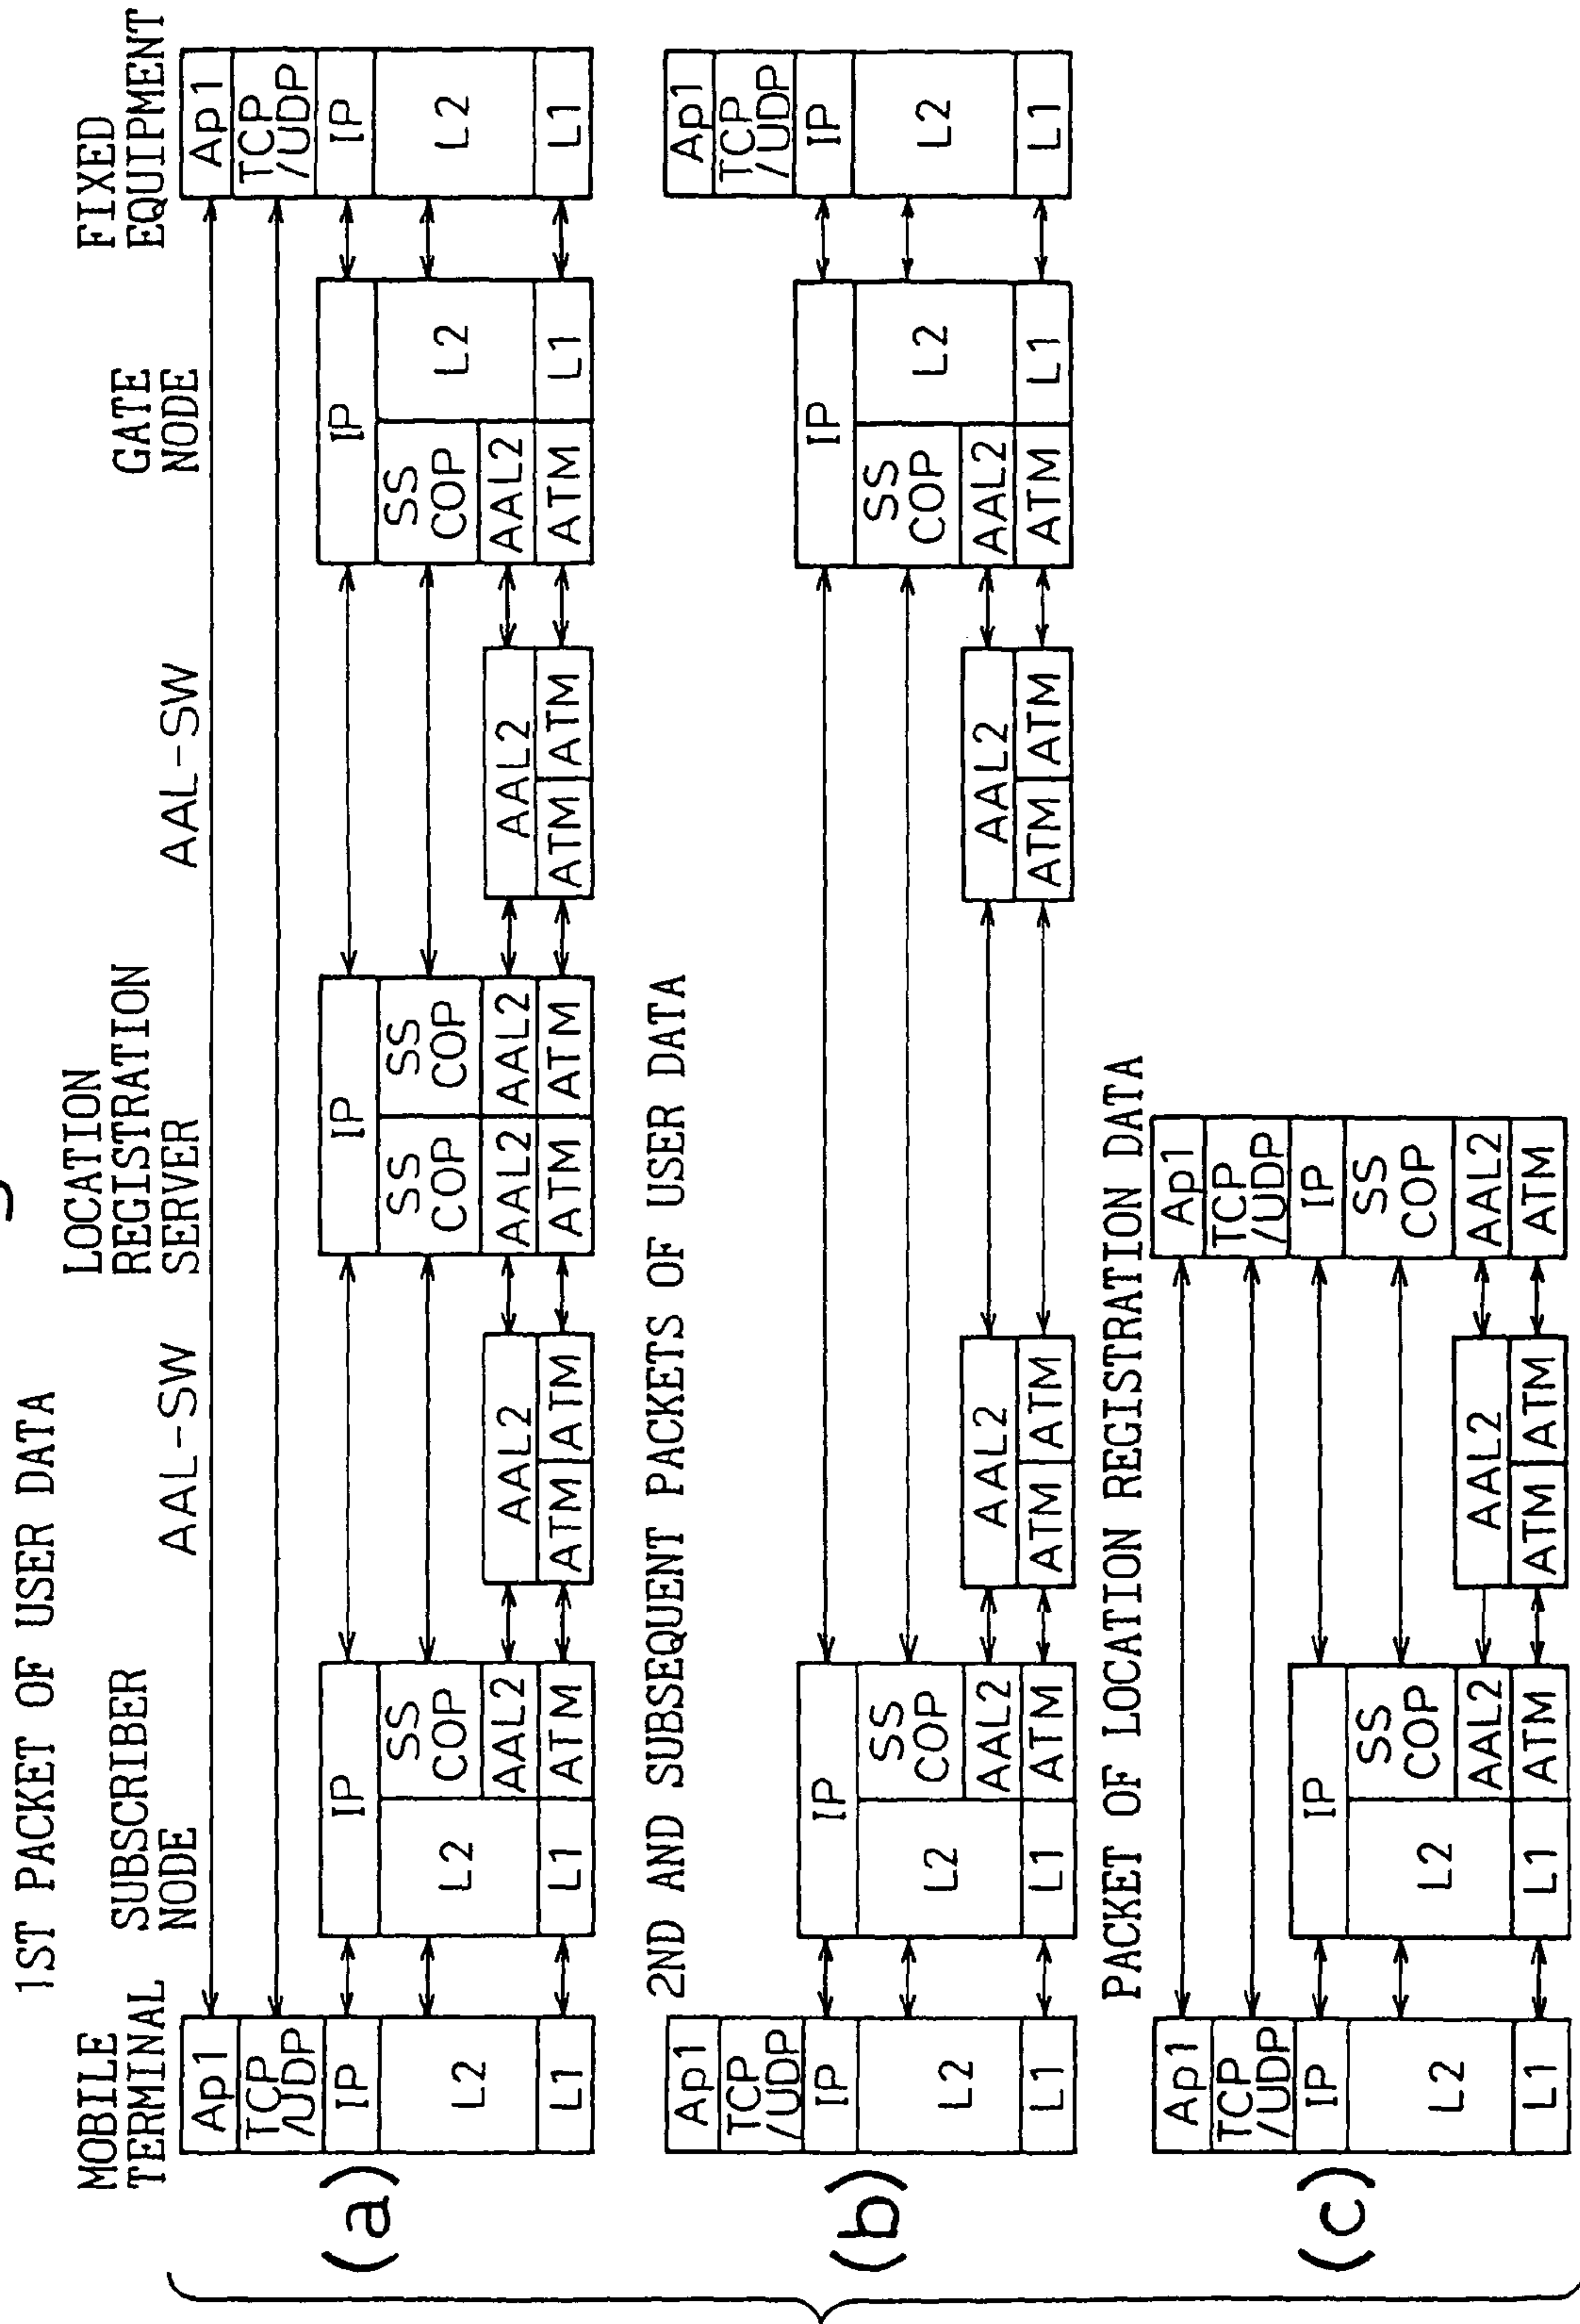 1ST PACKET OF USER DATA
MOBILE
TERMINAL
SUBSCRIBER
NODE
AAL-SW
LOCATION
REGISTRATION
SERVER
AAL-SW
GATE
NODE
FIXED
EQUIPMENT
(a)
Ap1
TCP
/UDP
IP
L2
L1
IP
L2
SS
COP
AAL2
L1
ATM
AAL2
ATM
ATM
IP
SS
COP
SS
COP
AAL2
AAL2
ATM
ATM
AAL2
ATM
ATM
IP
SS
COP
L2
AAL2
ATM
L1
Ap1
TCP
/UDP
IP
L2
L1
2ND AND SUBSEQUENT PACKETS OF USER DATA
(b)
Ap1
TCP
/UDP
IP
L2
L1
IP
L2
SS
COP
AAL2
L1
ATM
AAL2
ATM
ATM
AAL2
ATM
ATM
IP
SS
COP
L2
AAL2
ATM
L1
Ap1
TCP
/UDP
IP
L2
L1
PACKET OF LOCATION REGISTRATION DATA
(c)
Ap1
TCP
/UDP
IP
L2
L1
IP
L2
SS
COP
AAL2
L1
ATM
AAL2
ATM
ATM
Ap1
TCP
/UDP
IP
SS
COP
AAL2
ATM